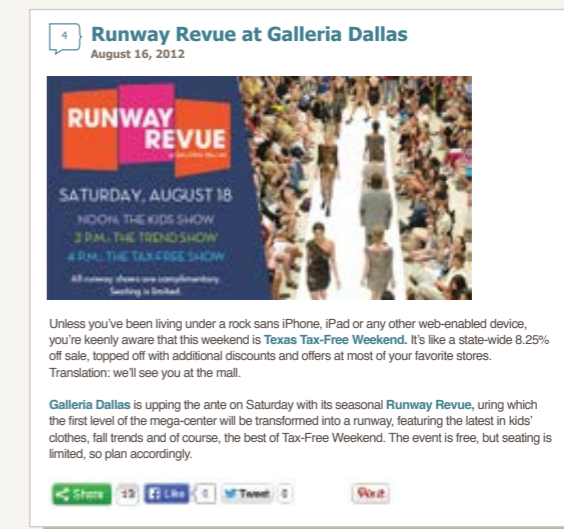 4
Runway Revue at Galleria Dallas
August 16, 2012
RUNWAY
REVUE
SATURDAY, AUGUST 18
NOON: THE KIDS SHOW
2 P.M.: THE TREND SHOW
4 P.M.: THE TAX-FREE SHOW
All runway shows are complimentary.
Seating is limited.
Unless you've been living under a rock sans iPhone, iPad or any other web-enabled device,
you're keenly aware that this weekend is Texas Tax-Free Weekend. It's like a state-wide 8.25%
off sale, topped off with additional discounts and offers at most of your favorite stores.
Translation: we'll see you at the mall.
Galleria Dallas is upping the ante on Saturday with its seasonal Runway Revue, uring which
the first level of the mega-center will be transformed into a runway, featuring the latest in kids'
clothes, fall trends and of course, the best of Tax-Free Weekend. The event is free, but seating is
limited, so plan accordingly.
Share 13 Like Tweet 0 Pin it